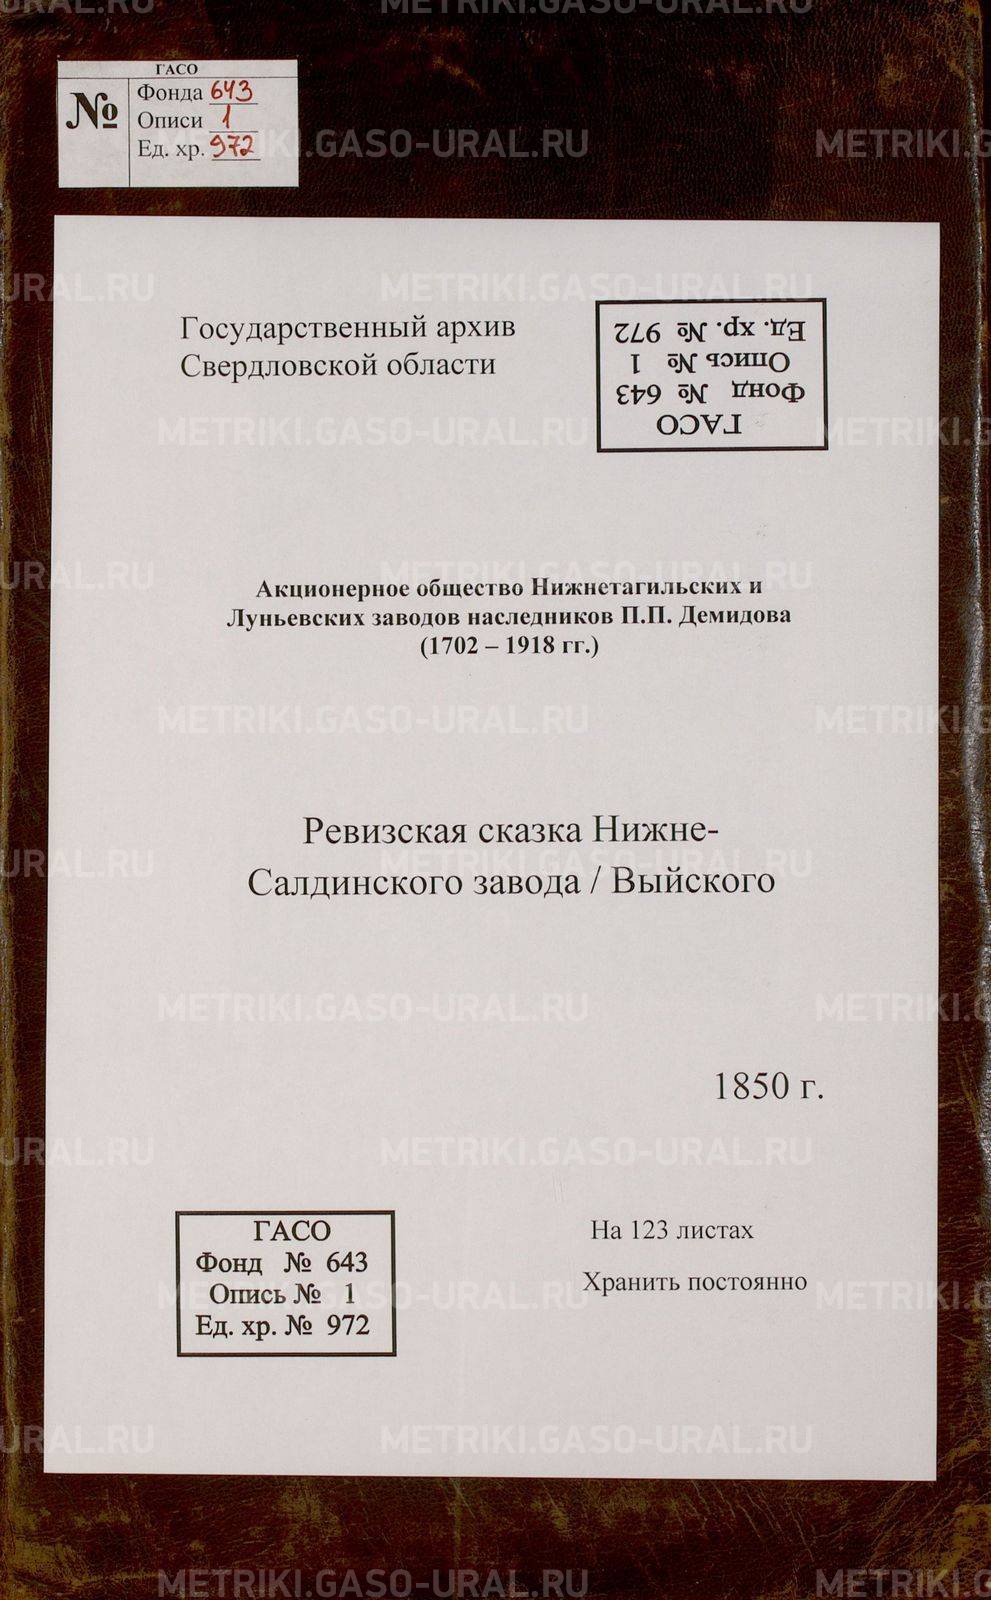 ГАСО
№
Фонда 643
Описи 1
Ед. хр. 972
Государственный архив
Свердловской области
ГАСО
Фонд № 643
Опись № 1
Ед. хр. № 972
Акционерное общество Нижнетагильских и
Луньевских заводов наследников П.П. Демидова
(1702 – 1918 гг.)
Ревизская сказка Нижне-
Салдинского завода / Выйского
1850 г.
ГАСО
Фонд № 643
Опись № 1
Ед. хр. № 972
На 123 листах
Хранить постоянно
METRIKI.GASO-URAL.RU